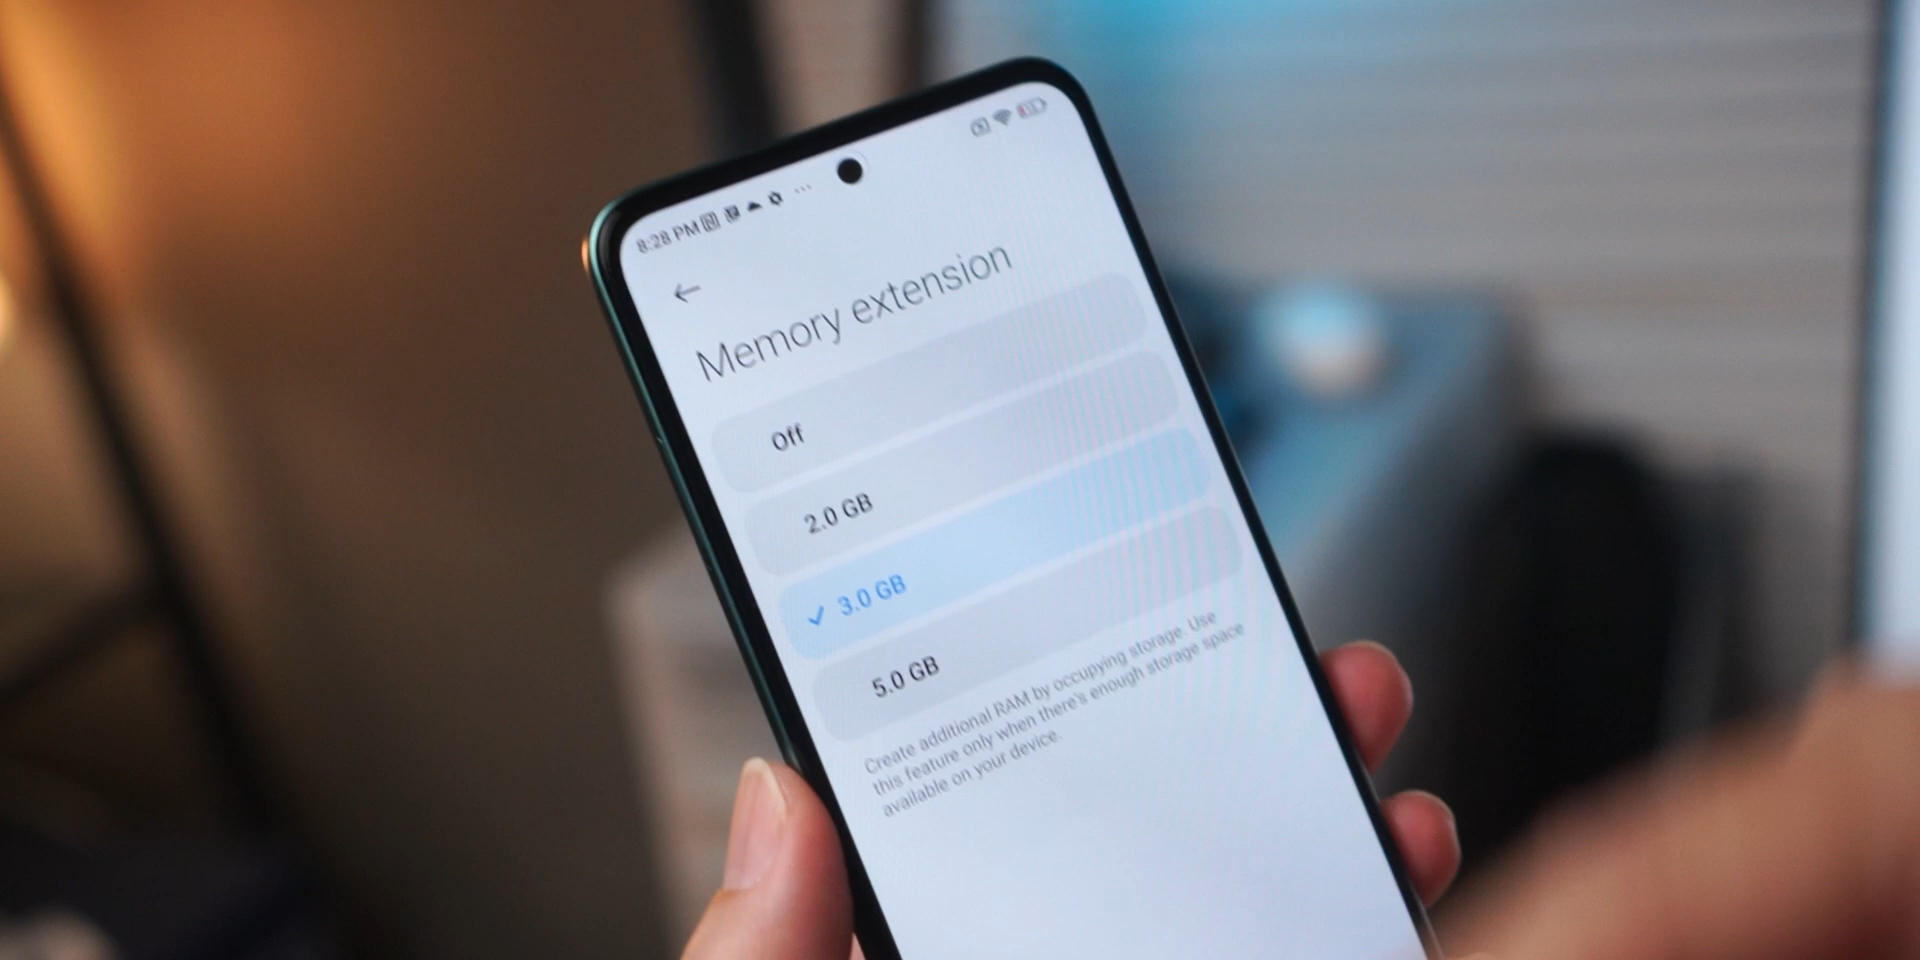 8:28 PM
Memory extension
Off
2.0 GB
3.0 GB
5.0 GB
Create additional RAM by occupying storage. Use
this feature only when there's enough storage space
available on your device.